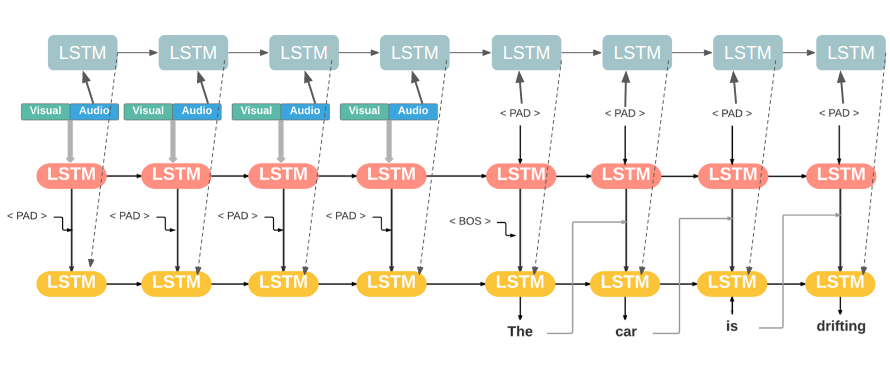 LSTM LSTM LSTM LSTM LSTM LSTM LSTM LSTM
Visual Audio Visual Audio Visual Audio Visual Audio < PAD > < PAD > < PAD > < PAD >
LSTM LSTM LSTM LSTM LSTM LSTM LSTM LSTM
< PAD > < PAD > < PAD > < PAD > < BOS >
LSTM LSTM LSTM LSTM LSTM LSTM LSTM LSTM
The car is drifting